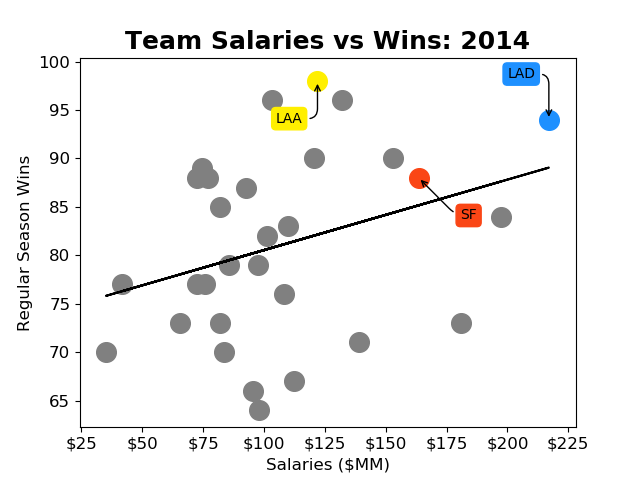 Team Salaries vs Wins: 2014
Regular Season Wins
100
95
90
85
80
75
70
65
LAA
LAD
SF
$25 $50 $75 $100 $125 $150 $175 $200 $225
Salaries ($MM)